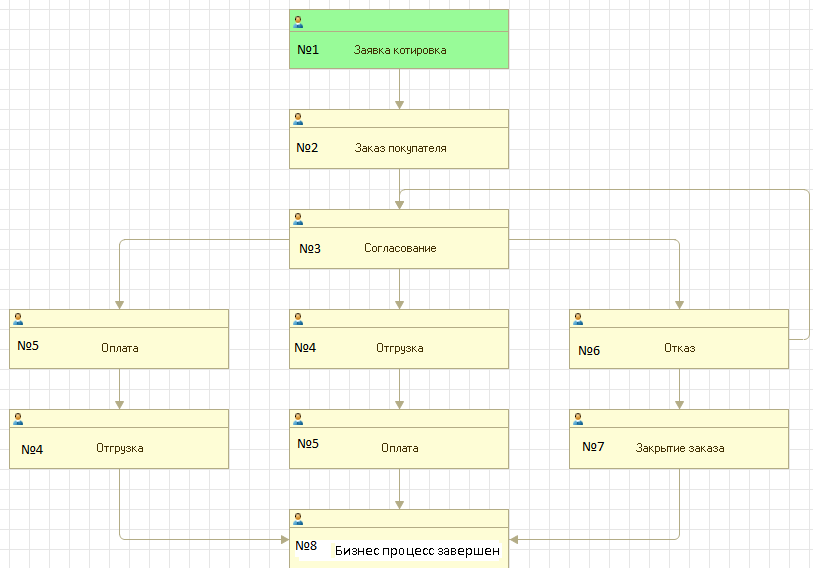 №1 Заявка котировка
№2 Заказ покупателя
№3 Согласование
№5 Оплата
№4 Отгрузка
№6 Отказ
№4 Отгрузка
№5 Оплата
№7 Закрытие заказа
№8 Бизнес процесс завершен